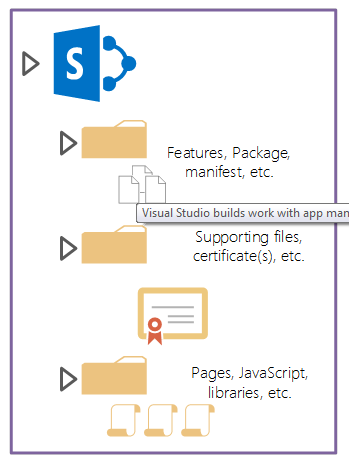 S
Features, Package,
manifest, etc.
Visual Studio builds work with app man
Supporting files,
certificate(s), etc.
Pages, JavaScript,
libraries, etc.